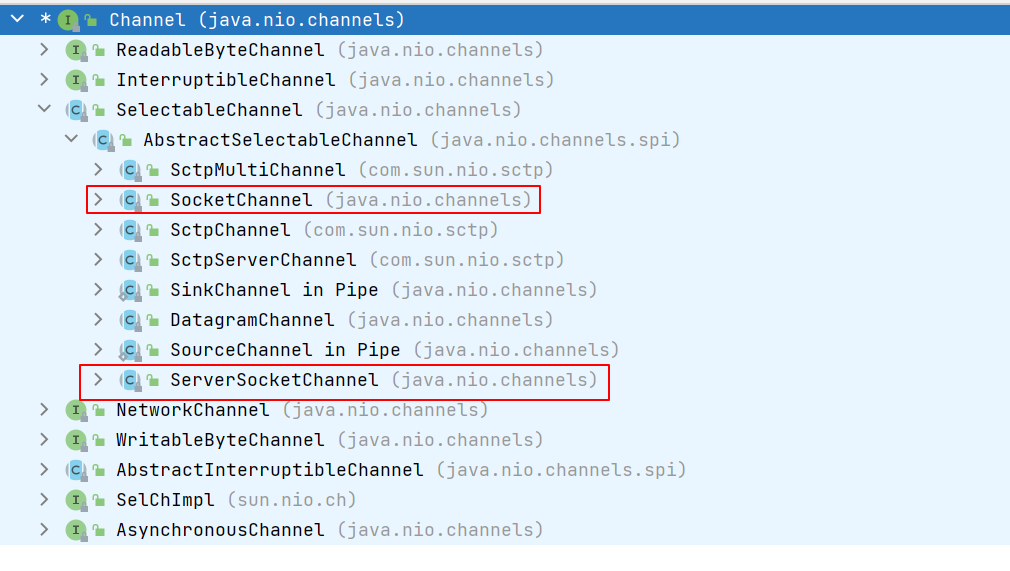 * I Channel (java.nio.channels)
I ReadableByteChannel (java.nio.channels)
I InterruptibleChannel (java.nio.channels)
C SelectableChannel (java.nio.channels)
C AbstractSelectableChannel (java.nio.channels.spi)
C SctpMultiChannel (com.sun.nio.sctp)
C SocketChannel (java.nio.channels)
C SctpChannel (com.sun.nio.sctp)
C SctpServerChannel (com.sun.nio.sctp)
C SinkChannel in Pipe (java.nio.channels)
C DatagramChannel (java.nio.channels)
C SourceChannel in Pipe (java.nio.channels)
C ServerSocketChannel (java.nio.channels)
I NetworkChannel (java.nio.channels)
I WritableByteChannel (java.nio.channels)
C AbstractInterruptibleChannel (java.nio.channels.spi)
I SelChImpl (sun.nio.ch)
I AsynchronousChannel (java.nio.channels)